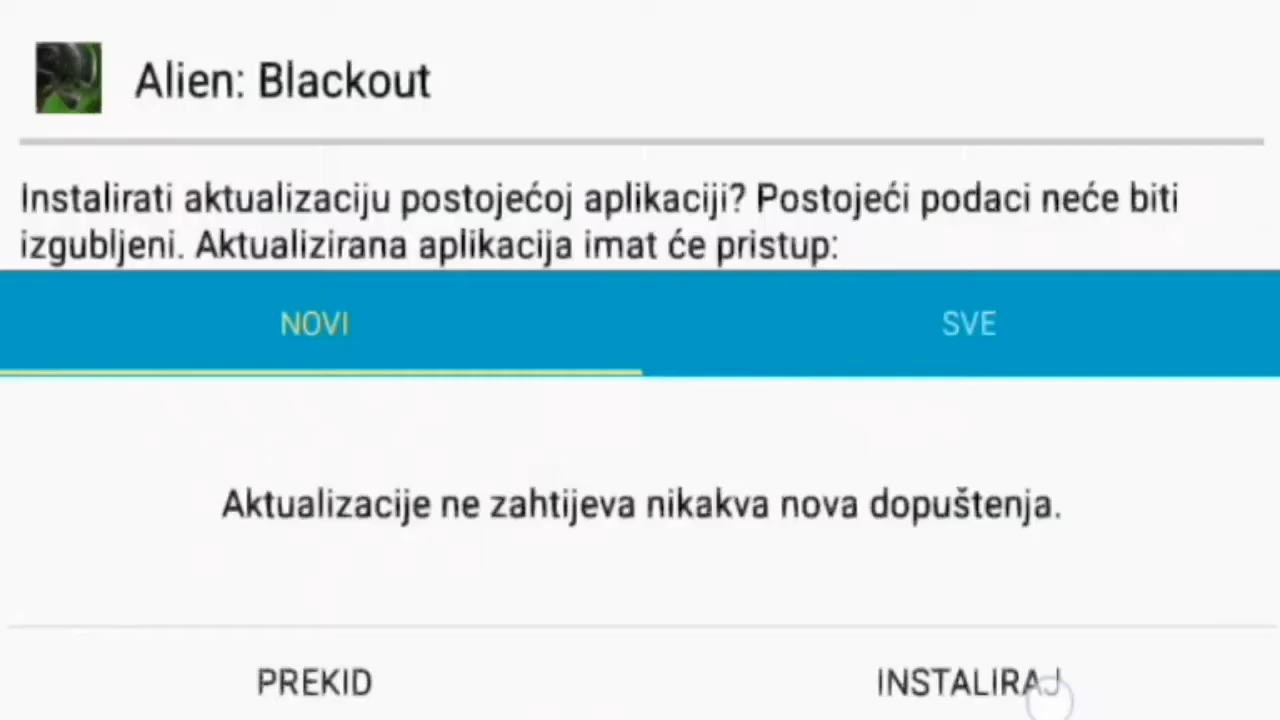 Alien: Blackout
Instalirati aktualizaciju postojećoj aplikaciji? Postojeći podaci neće biti
izgubljeni. Aktualizirana aplikacija imat će pristup:
NOVI
SVE
Aktualizacije ne zahtijeva nikakva nova dopuštenja.
PREKID
INSTALIRAJ